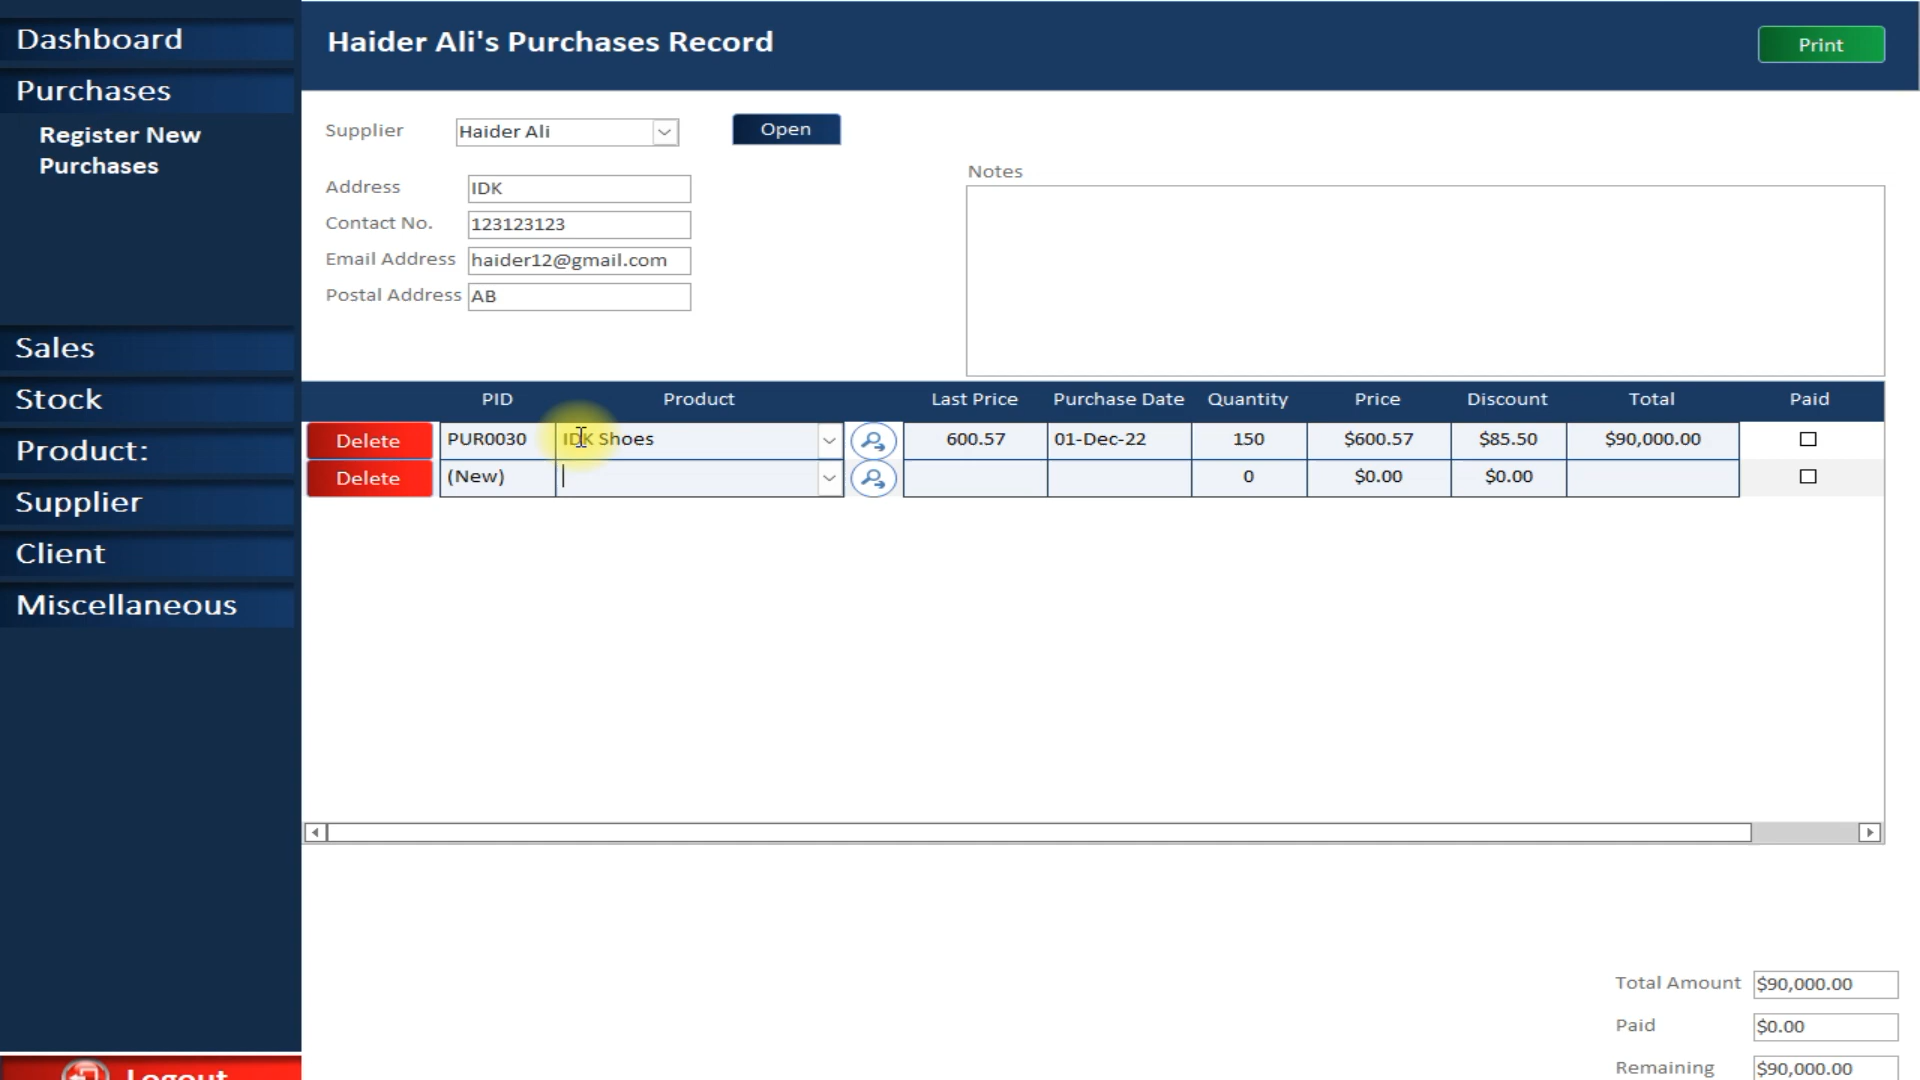 Dashboard
Purchases
Register New
Purchases
Sales
Stock
Product:
Supplier
Client
Miscellaneous
Logout
Haider Ali's Purchases Record
Print
Supplier Haider Ali Open
Address IDK
Contact No. 123123123
Email Address haider12@gmail.com
Postal Address AB
Notes
PID Product Last Price Purchase Date Quantity Price Discount Total Paid
Delete PUR0030 IDK Shoes 600.57 01-Dec-22 150 $600.57 $85.50 $90,000.00
Delete (New) 0 $0.00 $0.00
Total Amount $90,000.00
Paid $0.00
Remaining $90,000.00